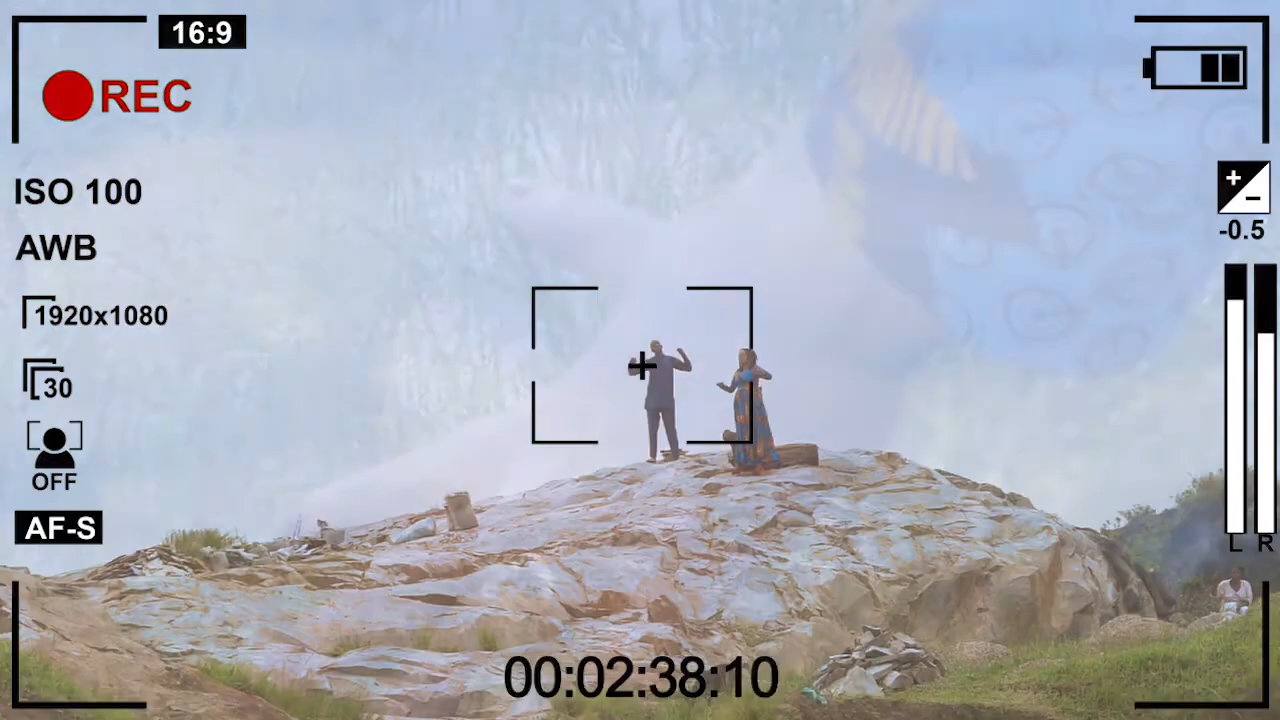 16:9
REC
ISO 100
AWB
1920x1080
30
OFF
AF-S
+
-
-0.5
L R
00:02:38:10